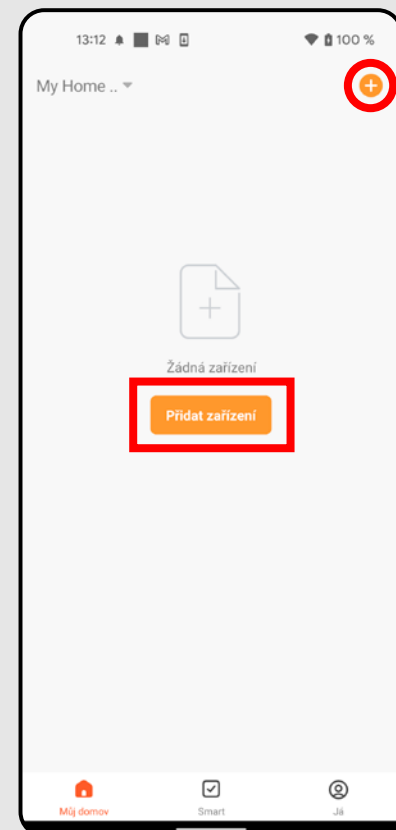 13:12 100 %
My Home ..
Žádná zařízení
Přidat zařízení
Můj domov Smart Já